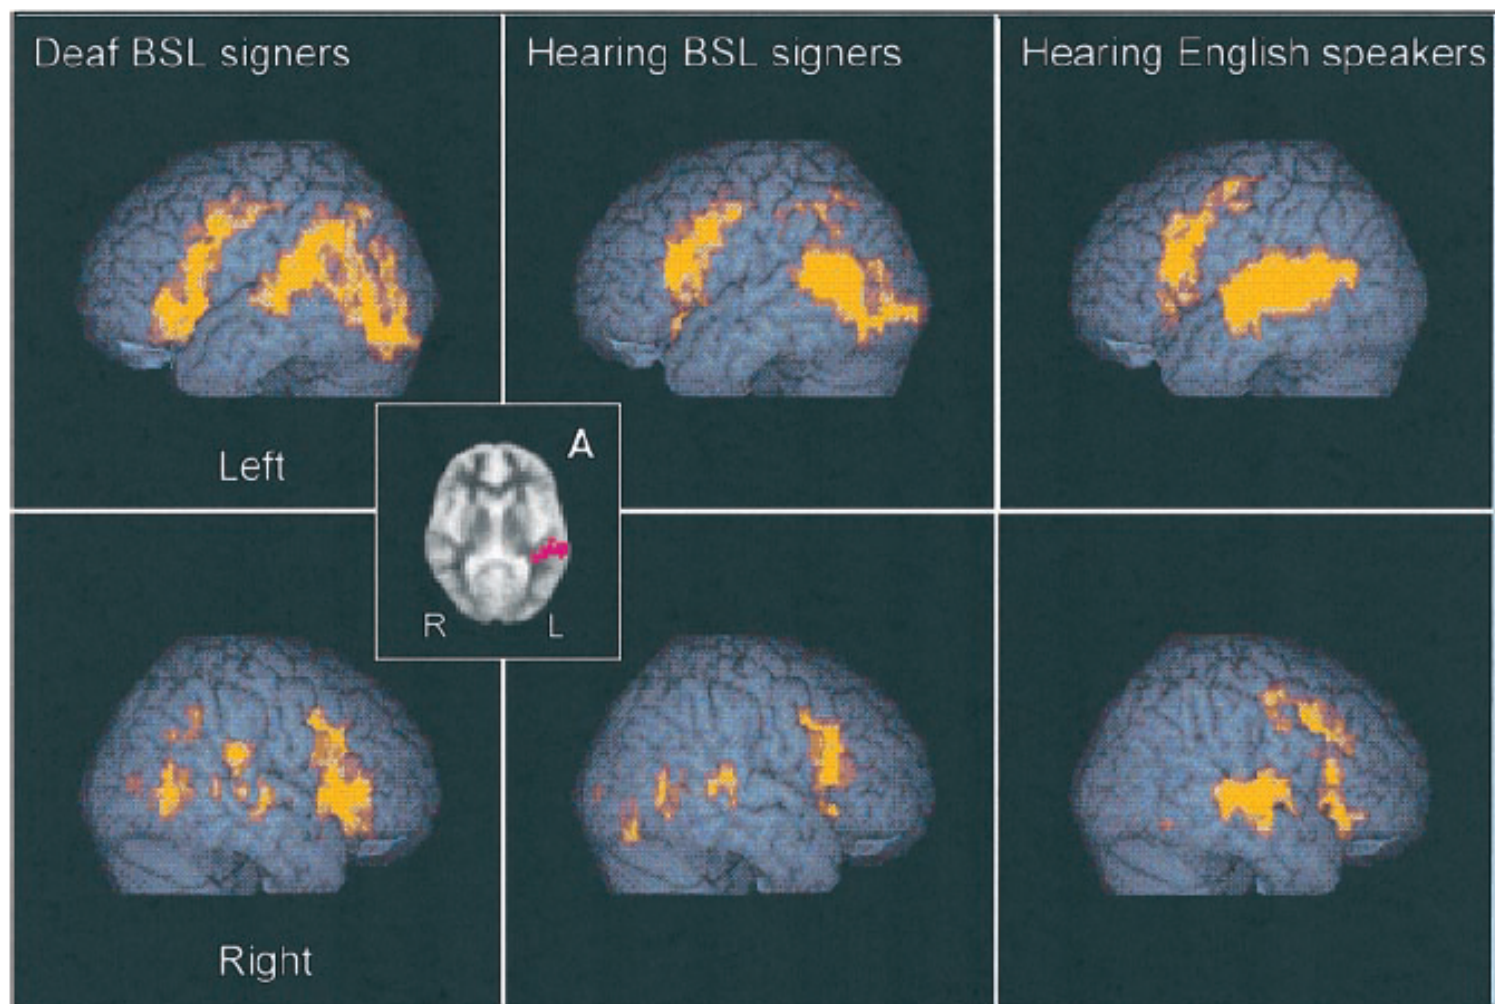 Deaf BSL signers
Hearing BSL signers
Hearing English speakers
Left
A
R
L
Right